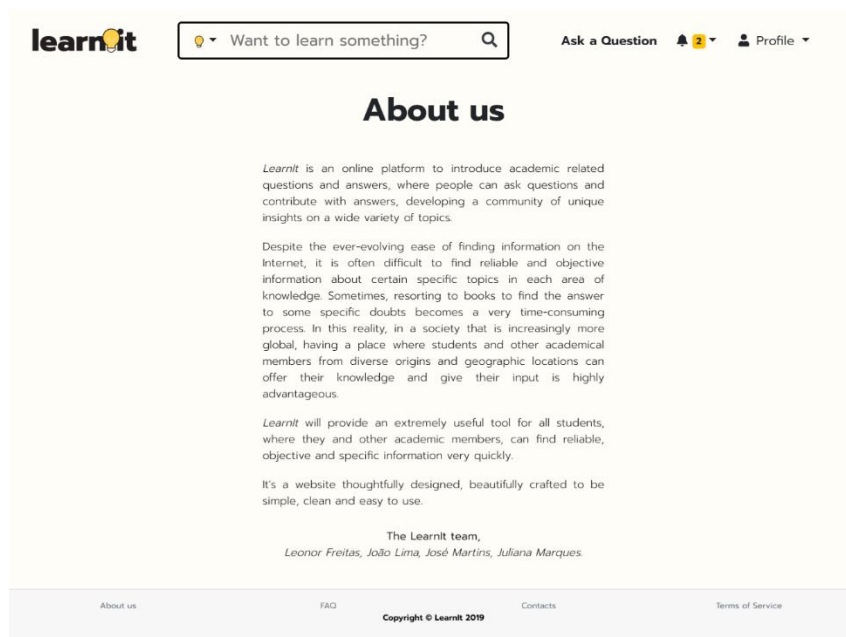 learnit
Want to learn something?
Ask a Question
2
Profile
About us
LearnIt is an online platform to introduce academic related
questions and answers, where people can ask questions and
contribute with answers, developing a community of unique
insights on a wide variety of topics.
Despite the ever-evolving ease of finding information on the
Internet, it is often difficult to find reliable and objective
information about certain specific topics in each area of
knowledge. Sometimes, resorting to books to find the answer
to some specific doubts becomes a very time-consuming
process. In this reality, in a society that is increasingly more
global, having a place where students and other academical
members from diverse origins and geographic locations can
offer their knowledge and give their input is highly
advantageous.
LearnIt will provide an extremely useful tool for all students,
where they and other academic members, can find reliable,
objective and specific information very quickly.
It's a website thoughtfully designed, beautifully crafted to be
simple, clean and easy to use.
The LearnIt team,
Leonor Freitas, João Lima, José Martins, Juliana Marques.
About us
FAQ
Contacts
Terms of Service
Copyright © LearnIt 2019